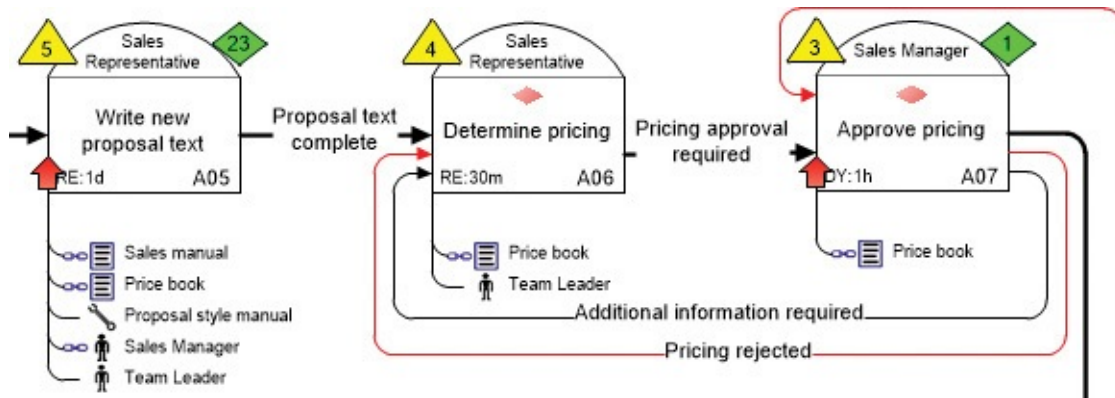 5
Sales
Representative
23
Write new
proposal text
RE:1d
A05
Sales manual
Price book
Proposal style manual
Sales Manager
Team Leader
Proposal text
complete
4
Sales
Representative
Determine pricing
RE:30m
A06
Price book
Team Leader
Pricing approval
required
3
Sales Manager
1
Approve pricing
DY:1h
A07
Price book
Additional information required
Pricing rejected